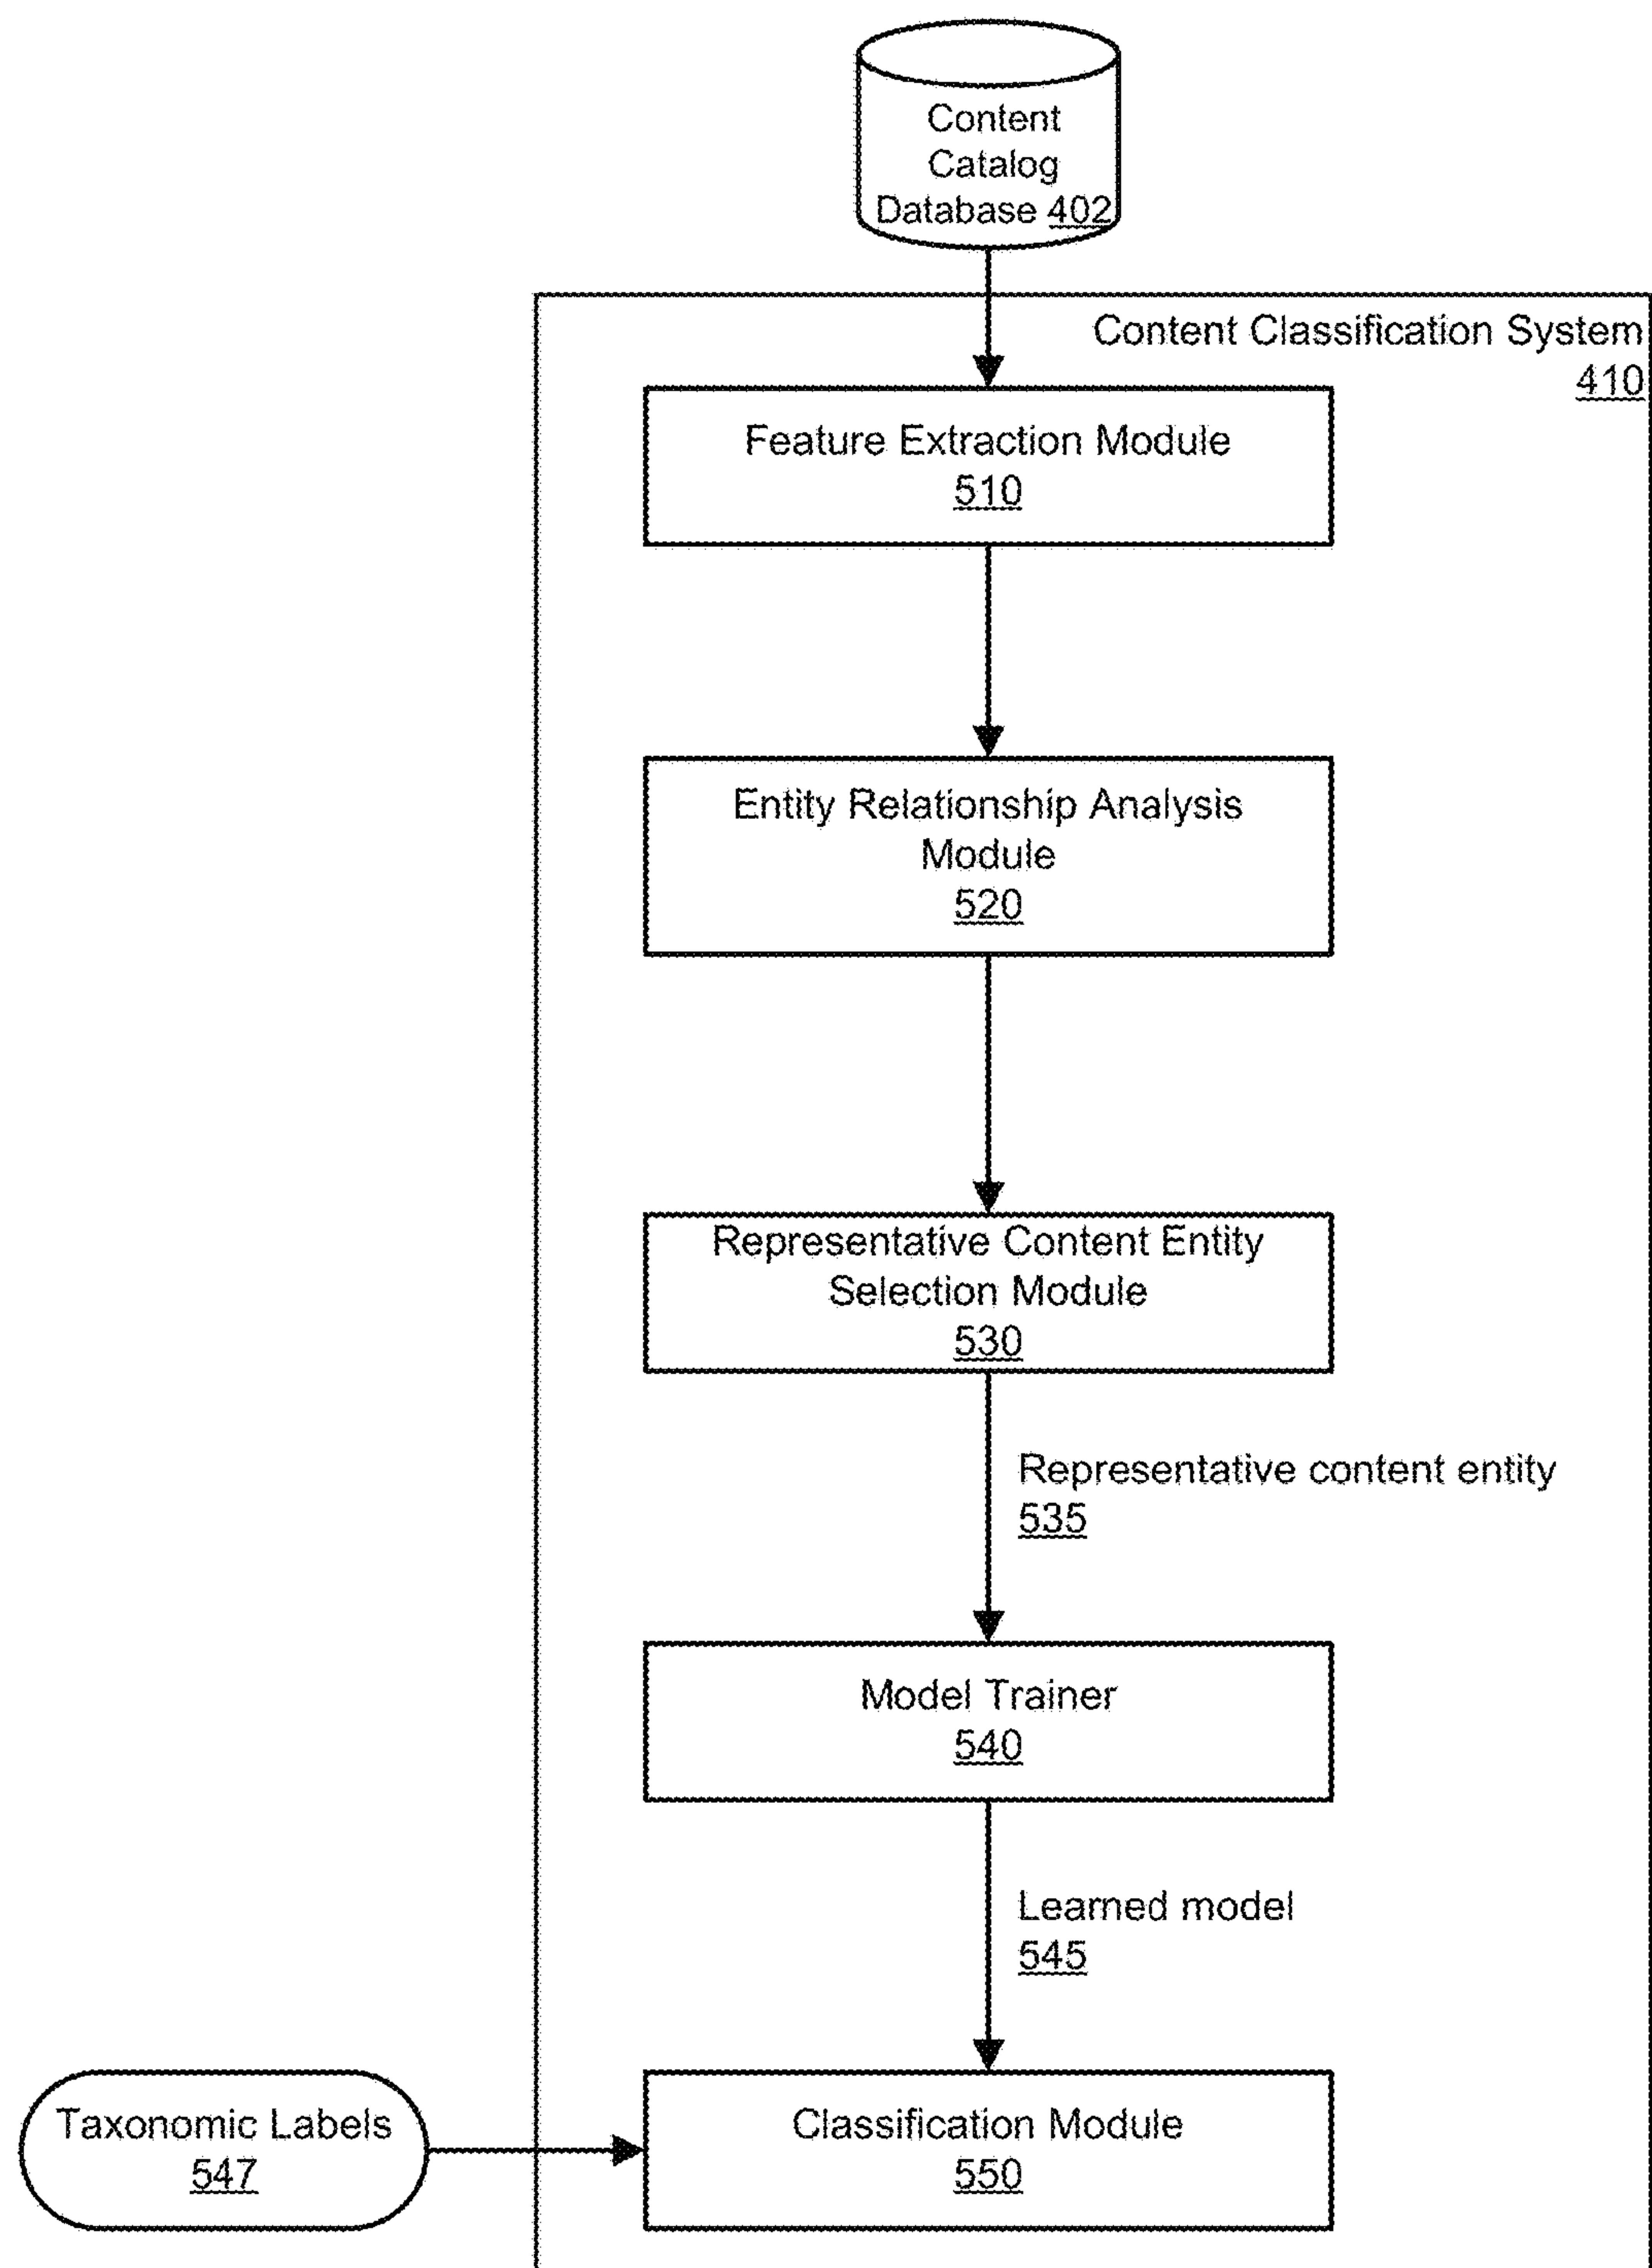 Content
Catalog
Database 402
Content Classification System
410
Feature Extraction Module
510
Entity Relationship Analysis
Module
520
Representative Content Entity
Selection Module
530
Representative content entity
535
Model Trainer
540
Learned model
545
Taxonomic Labels
547
Classification Module
550